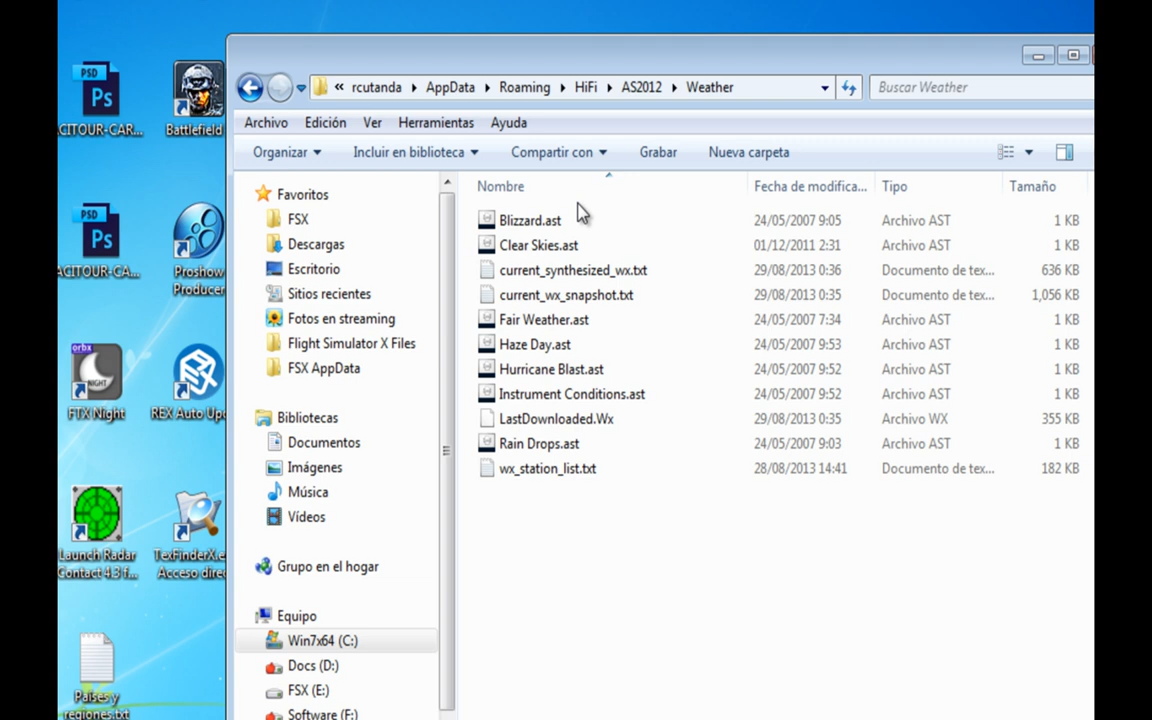 PSD
Ps
ACITOUR-CAR...
Battlefield
PSD
Ps
ACITOUR-CA...
Proshow
Producer
orbx
NIGHT
FTX Night
REX Auto Up
Launch Radar
Contact 4.3 f...
TexFinderX.e
Acceso dire
Países y
regiones.txt
« rcutanda AppData Roaming HiFi AS2012 Weather
Buscar Weather
Archivo Edición Ver Herramientas Ayuda
Organizar Incluir en biblioteca Compartir con Grabar Nueva carpeta
Favoritos
FSX
Descargas
Escritorio
Sitios recientes
Fotos en streaming
Flight Simulator X Files
FSX AppData
Bibliotecas
Documentos
Imágenes
Música
Vídeos
Grupo en el hogar
Equipo
Win7x64 (C:)
Docs (D:)
FSX (E:)
Software (F:)
Nombre Fecha de modifica... Tipo Tamaño
Blizzard.ast 24/05/2007 9:05 Archivo AST 1 KB
Clear Skies.ast 01/12/2011 2:31 Archivo AST 1 KB
current_synthesized_wx.txt 29/08/2013 0:36 Documento de tex... 636 KB
current_wx_snapshot.txt 29/08/2013 0:35 Documento de tex... 1,056 KB
Fair Weather.ast 24/05/2007 7:34 Archivo AST 1 KB
Haze Day.ast 24/05/2007 9:53 Archivo AST 1 KB
Hurricane Blast.ast 24/05/2007 9:52 Archivo AST 1 KB
Instrument Conditions.ast 24/05/2007 9:52 Archivo AST 1 KB
LastDownloaded.Wx 29/08/2013 0:35 Archivo WX 355 KB
Rain Drops.ast 24/05/2007 9:03 Archivo AST 1 KB
wx_station_list.txt 28/08/2013 14:41 Documento de tex... 182 KB